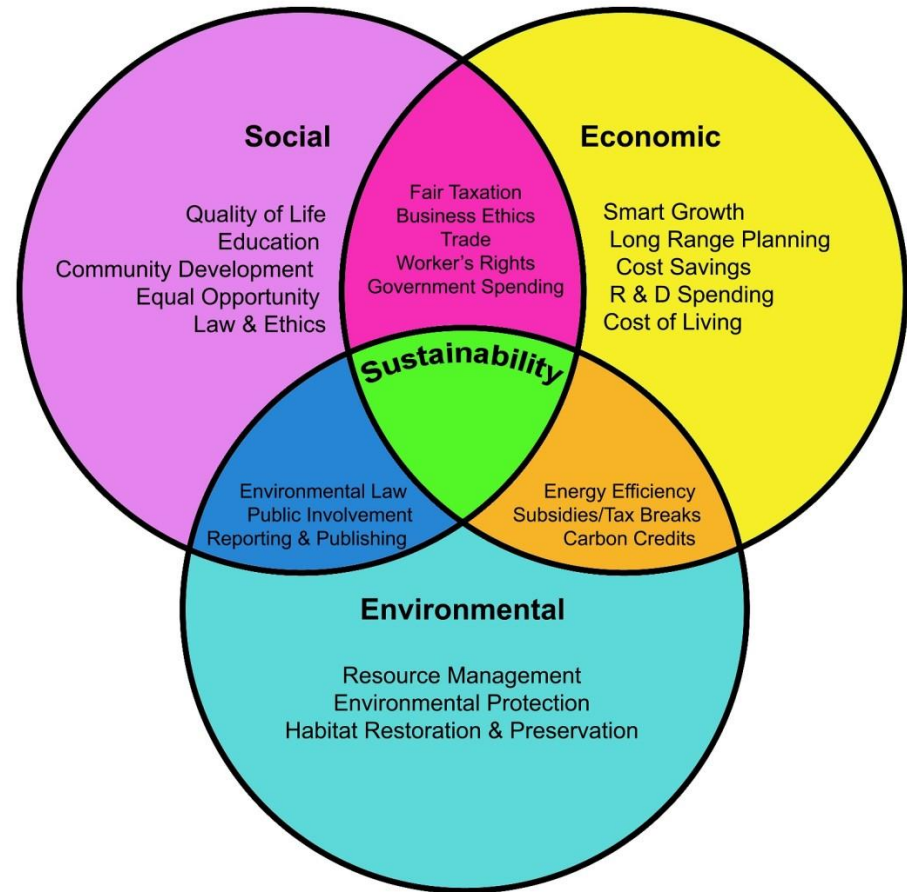 Social
Quality of Life
Education
Community Development
Equal Opportunity
Law & Ethics
Fair Taxation
Business Ethics
Trade
Worker’s Rights
Government Spending
Economic
Smart Growth
Long Range Planning
Cost Savings
R & D Spending
Cost of Living
Sustainability
Environmental Law
Public Involvement
Reporting & Publishing
Energy Efficiency
Subsidies/Tax Breaks
Carbon Credits
Environmental
Resource Management
Environmental Protection
Habitat Restoration & Preservation